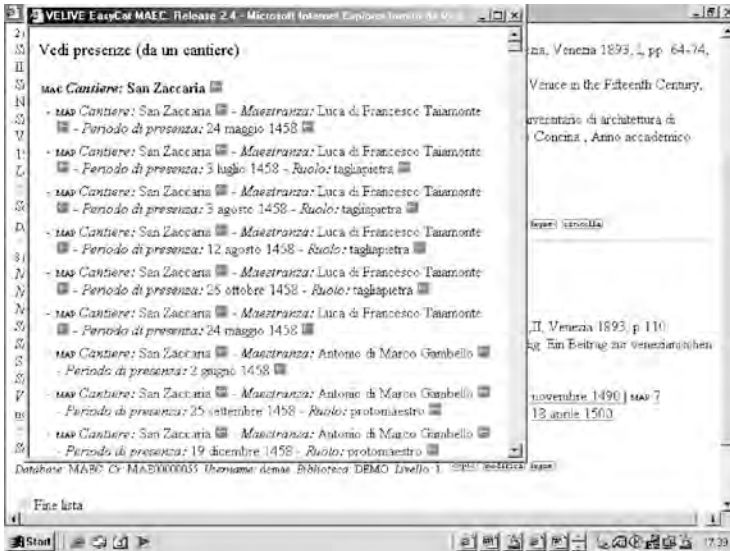 VELIVE EasyCat MAEC Release 2.4 - Microsoft Internet Explorer
Vedi presenze (da un cantiere)
MAC Cantiere: San Zaccaria
- MAP Cantiere: San Zaccaria - Maestranza: Luca di Francesco Taiamonte
- Periodo di presenza: 24 maggio 1458
- MAP Cantiere: San Zaccaria - Maestranza: Luca di Francesco Taiamonte
- Periodo di presenza: 3 luglio 1458 - Ruolo: tagliapietra
- MAP Cantiere: San Zaccaria - Maestranza: Luca di Francesco Taiamonte
- Periodo di presenza: 3 agosto 1458 - Ruolo: tagliapietra
- MAP Cantiere: San Zaccaria - Maestranza: Luca di Francesco Taiamonte
- Periodo di presenza: 12 agosto 1458 - Ruolo: tagliapietra
- MAP Cantiere: San Zaccaria - Maestranza: Luca di Francesco Taiamonte
- Periodo di presenza: 26 ottobre 1458 - Ruolo: tagliapietra
- MAP Cantiere: San Zaccaria - Maestranza: Luca di Francesco Taiamonte
- Periodo di presenza: 24 maggio 1458
- MAP Cantiere: San Zaccaria - Maestranza: Antonio di Marco Gambello
- Periodo di presenza: 2 giugno 1458
- MAP Cantiere: San Zaccaria - Maestranza: Antonio di Marco Gambello
- Periodo di presenza: 25 settembre 1458 - Ruolo: protomaestro
- MAP Cantiere: San Zaccaria - Maestranza: Antonio di Marco Gambello
- Periodo di presenza: 19 dicembre 1458 - Ruolo: protomaestro
Venezia 1893, I, pp. 64-74,
Venice in the Fifteenth Century,
di architettura di
Concina , Anno accademico
cancella
II, Venezia 1893, p 110
Ein Beitrag zur
novembre 1490 | MAP 7
18 aprile 1500
Database MAEC Username Biblioteca DEMO Livello 1 modifica
Fine lista
Start
17.39